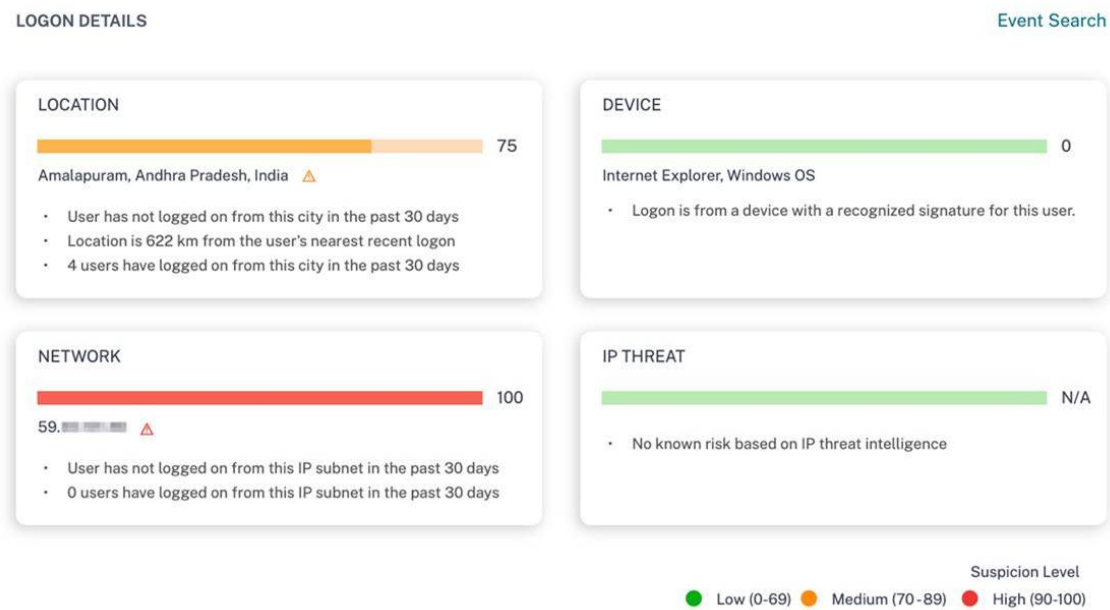 LOGON DETAILS
Event Search
LOCATION
75
Amalapuram, Andhra Pradesh, India
· User has not logged on from this city in the past 30 days
· Location is 622 km from the user's nearest recent logon
· 4 users have logged on from this city in the past 30 days
DEVICE
0
Internet Explorer, Windows OS
· Logon is from a device with a recognized signature for this user.
NETWORK
100
59.
· User has not logged on from this IP subnet in the past 30 days
· 0 users have logged on from this IP subnet in the past 30 days
IP THREAT
N/A
· No known risk based on IP threat intelligence
Suspicion Level
Low (0-69) Medium (70-89) High (90-100)